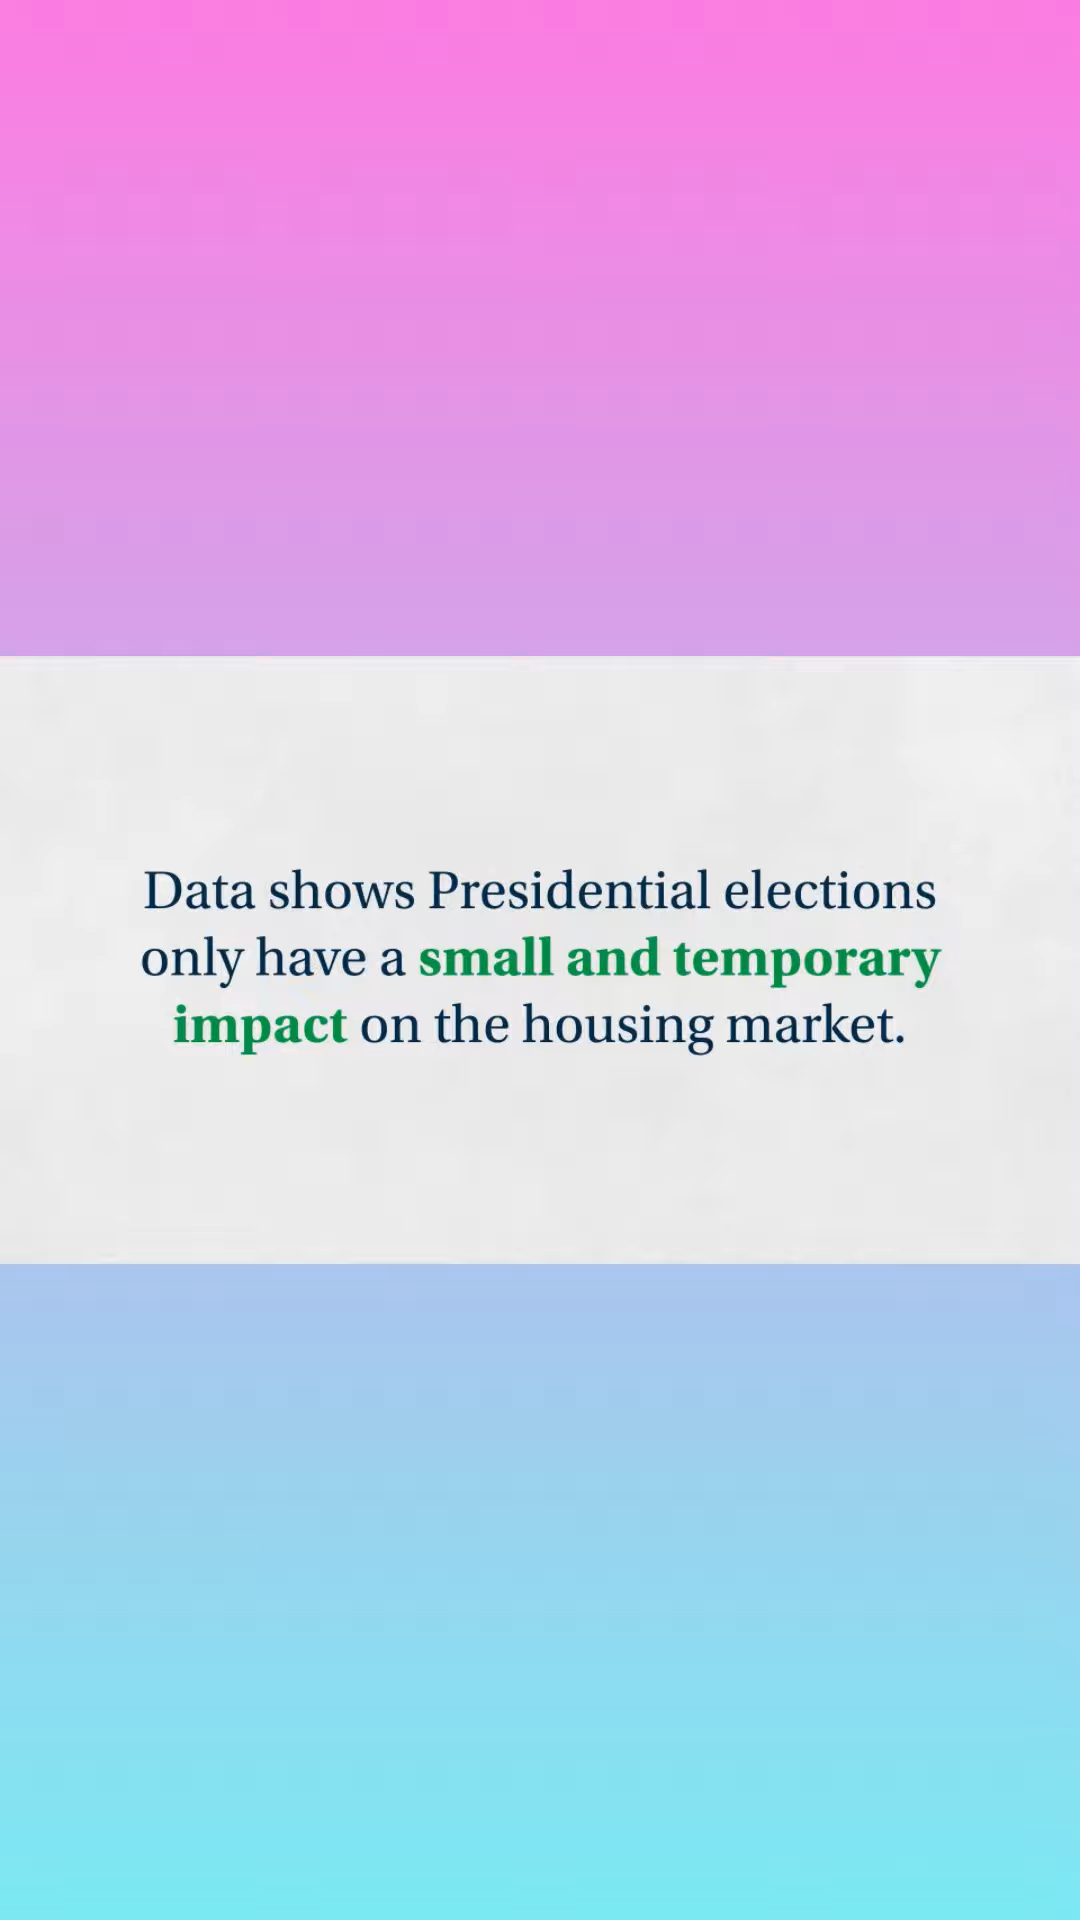 Data shows Presidential elections
only have a small and temporary
impact on the housing market.